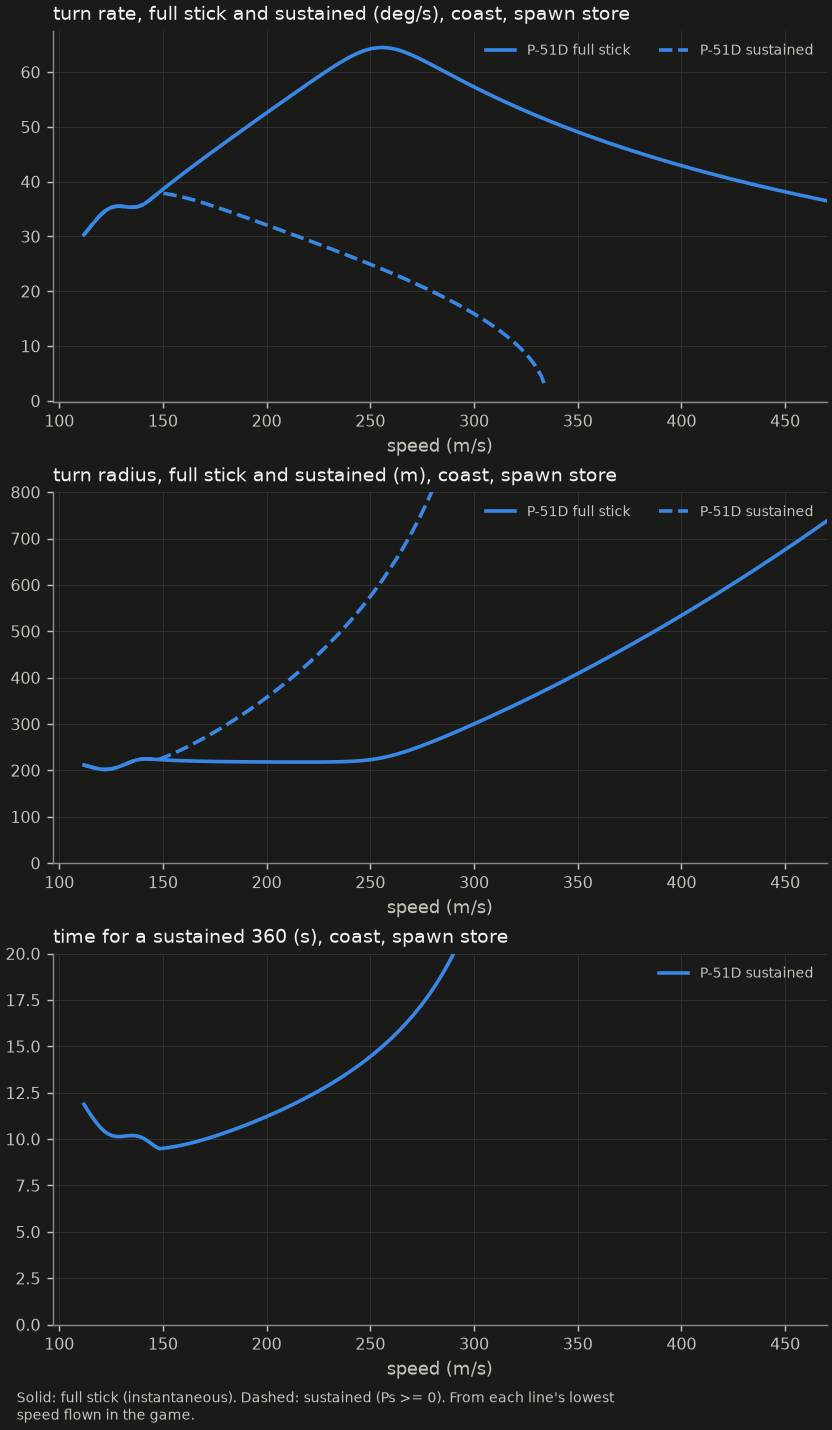 turn rate, full stick and sustained (deg/s), coast, spawn store
P-51D full stick
P-51D sustained
60
50
40
30
20
10
0
100 150 200 250 300 350 400 450
speed (m/s)
turn radius, full stick and sustained (m), coast, spawn store
P-51D full stick
P-51D sustained
800
700
600
500
400
300
200
100
0
100 150 200 250 300 350 400 450
speed (m/s)
time for a sustained 360 (s), coast, spawn store
P-51D sustained
20.0
17.5
15.0
12.5
10.0
7.5
5.0
2.5
0.0
100 150 200 250 300 350 400 450
speed (m/s)
Solid: full stick (instantaneous). Dashed: sustained (Ps >= 0). From each line's lowest
speed flown in the game.